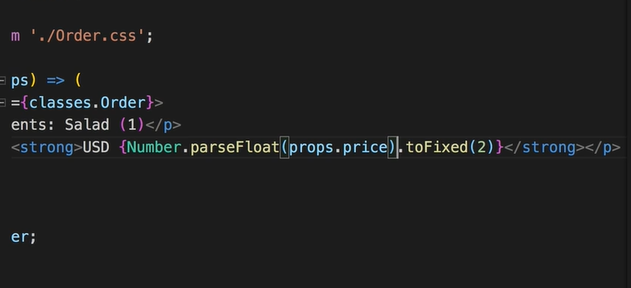 m './Order.css';
ps) => (
={classes.Order}>
ents: Salad (1)</p>
<strong>USD {Number.parseFloat(props.price).toFixed(2)}</strong></p>
er;